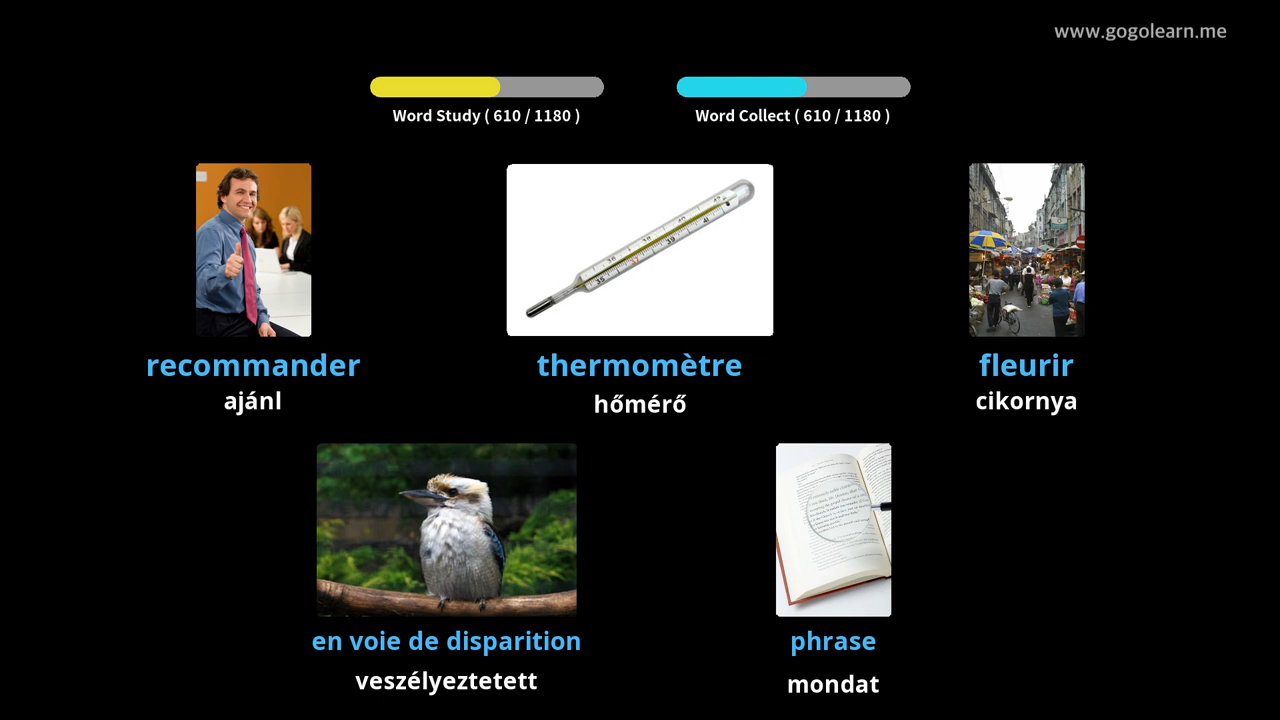 www.gogolearn.me
Word Study ( 610 / 1180 )
Word Collect ( 610 / 1180 )
recommander
ajánl
thermomètre
hőmérő
fleurir
cikornya
en voie de disparition
veszélyeztetett
phrase
mondat